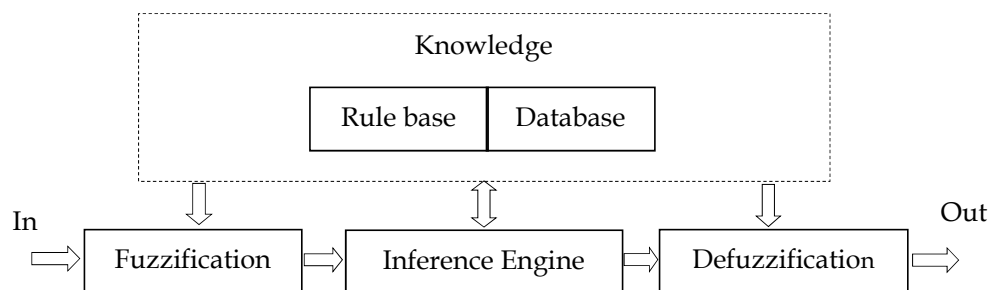 Knowledge
Rule base
Database
In
Out
Fuzzification
Inference Engine
Defuzzification